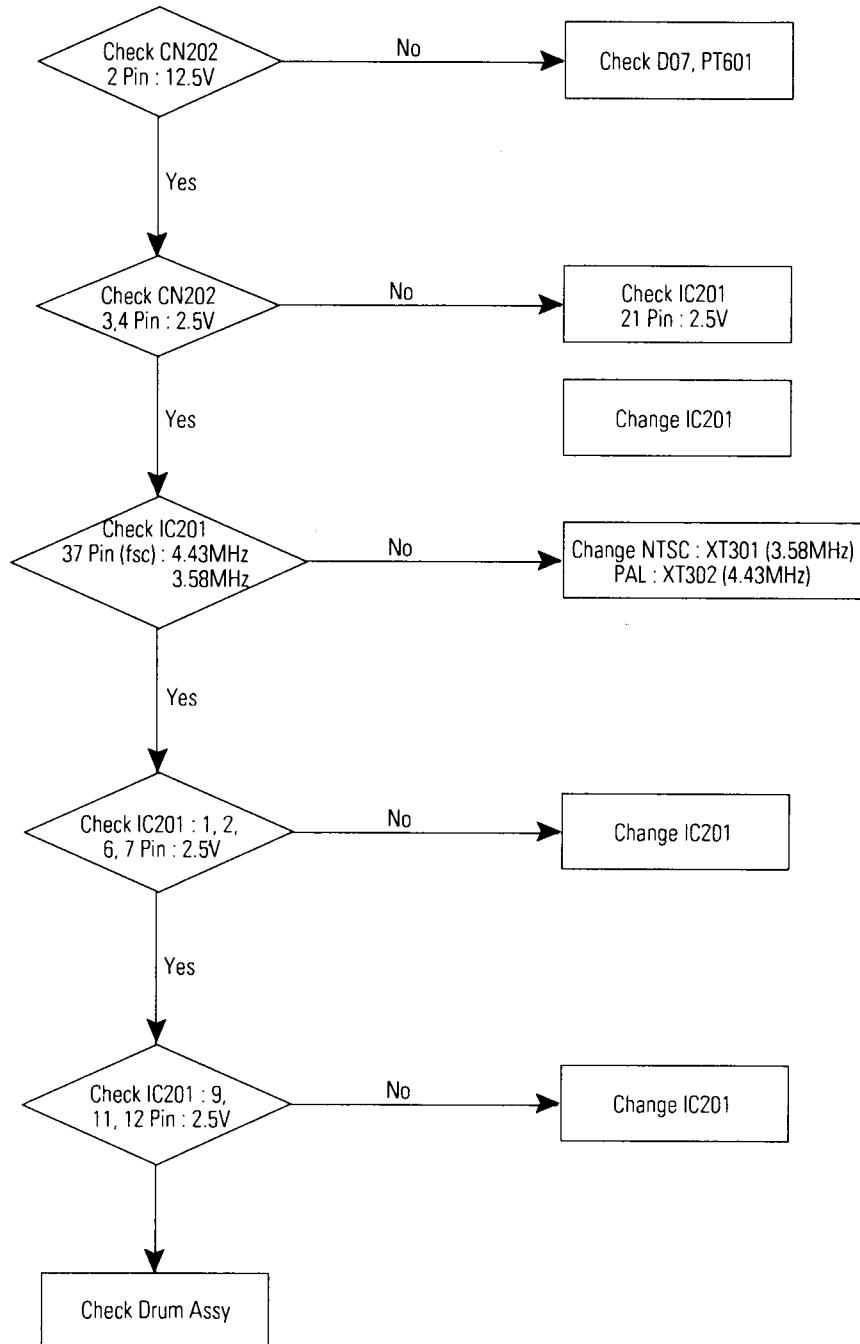 Check CN202
2 Pin : 12.5V
No
Check D07, PT601
Yes
Check CN202
3,4 Pin : 2.5V
No
Check IC201
21 Pin : 2.5V
Change IC201
Yes
Check IC201
37 Pin (fsc) : 4.43MHz
3.58MHz
No
Change NTSC : XT301 (3.58MHz)
PAL : XT302 (4.43MHz)
Yes
Check IC201 : 1, 2,
6, 7 Pin : 2.5V
No
Change IC201
Yes
Check IC201 : 9,
11, 12 Pin : 2.5V
No
Change IC201
Check Drum Assy